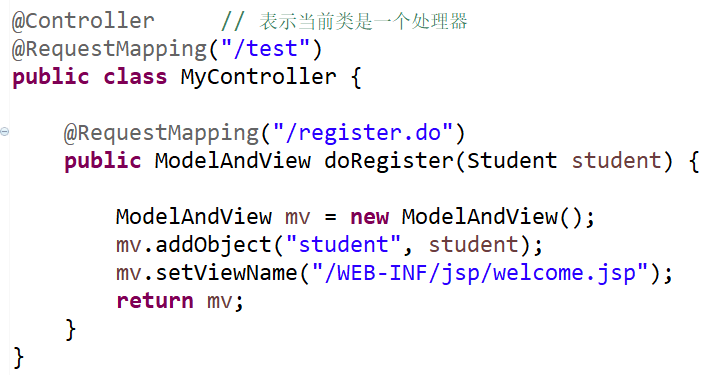 @Controller     // 表示当前类是一个处理器
@RequestMapping("/test")
public class MyController {
    @RequestMapping("/register.do")
    public ModelAndView doRegister(Student student) {
        ModelAndView mv = new ModelAndView();
        mv.addObject("student", student);
        mv.setViewName("/WEB-INF/jsp/welcome.jsp");
        return mv;
    }
}